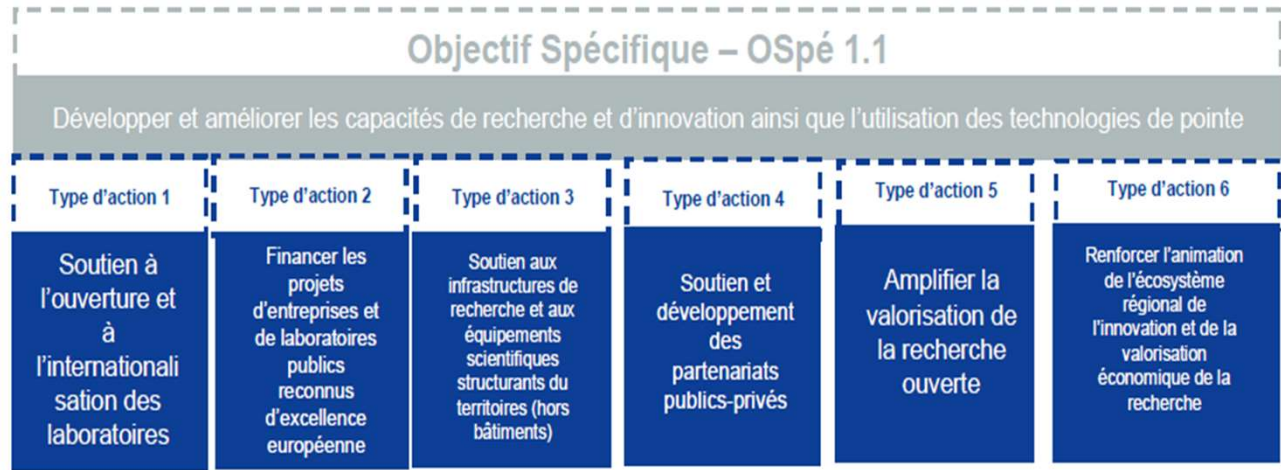 Objectif Spécifique – OSpé 1.1
Développer et améliorer les capacités de recherche et d'innovation ainsi que l'utilisation des technologies de pointe
Type d'action 1
Soutien à
l'ouverture et
à
l'internationali
sation des
laboratoires
Type d'action 2
Financer les
projets
d'entreprises et
de laboratoires
publics
reconnus
d'excellence
européenne
Type d'action 3
Soutien aux
infrastructures de
recherche et aux
équipements
scientifiques
structurants du
territoires (hors
bâtiments)
Type d'action 4
Soutien et
développement
des
partenariats
publics-privés
Type d'action 5
Amplifier la
valorisation de
la recherche
ouverte
Type d'action 6
Renforcer l'animation
de l'écosystème
régional de
l'innovation et de la
valorisation
économique de la
recherche